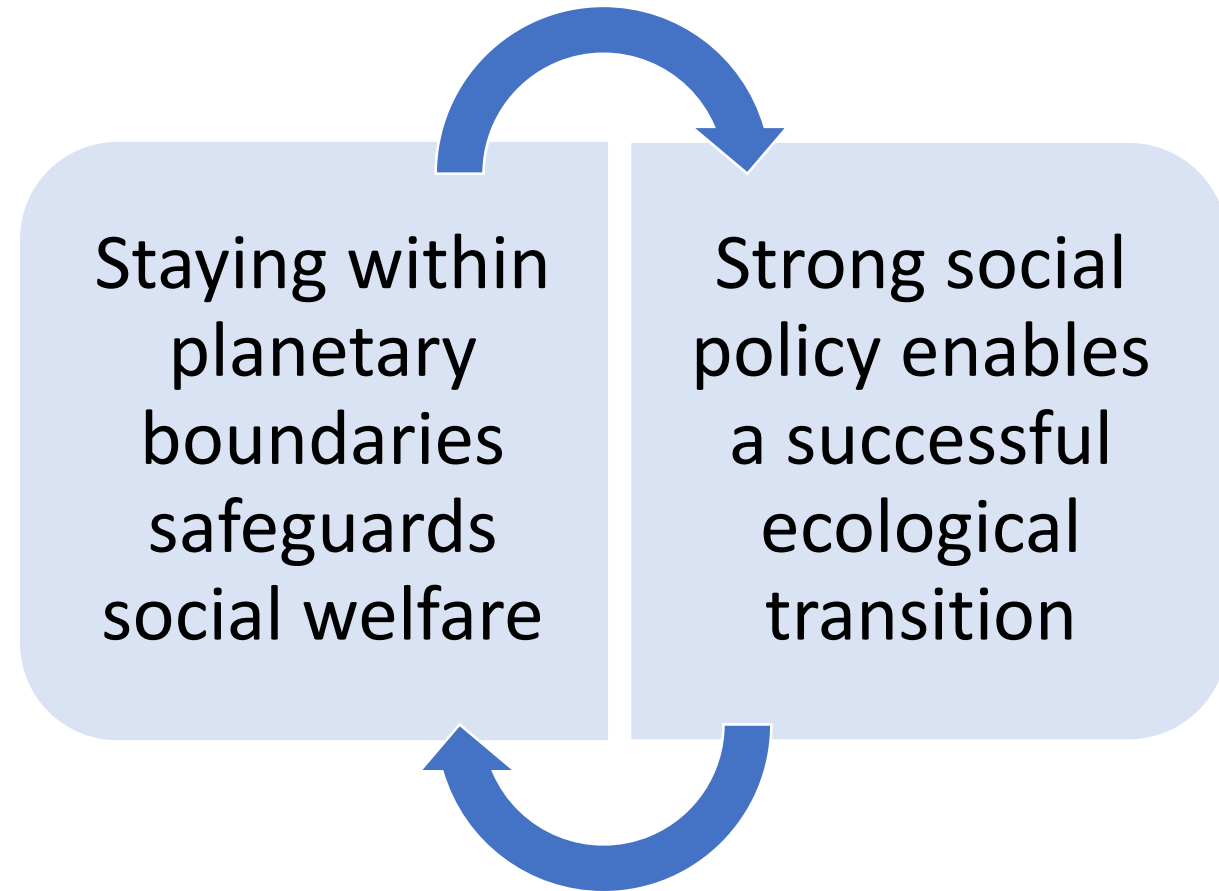 Staying within
planetary
boundaries
safeguards
social welfare
Strong social
policy enables
a successful
ecological
transition